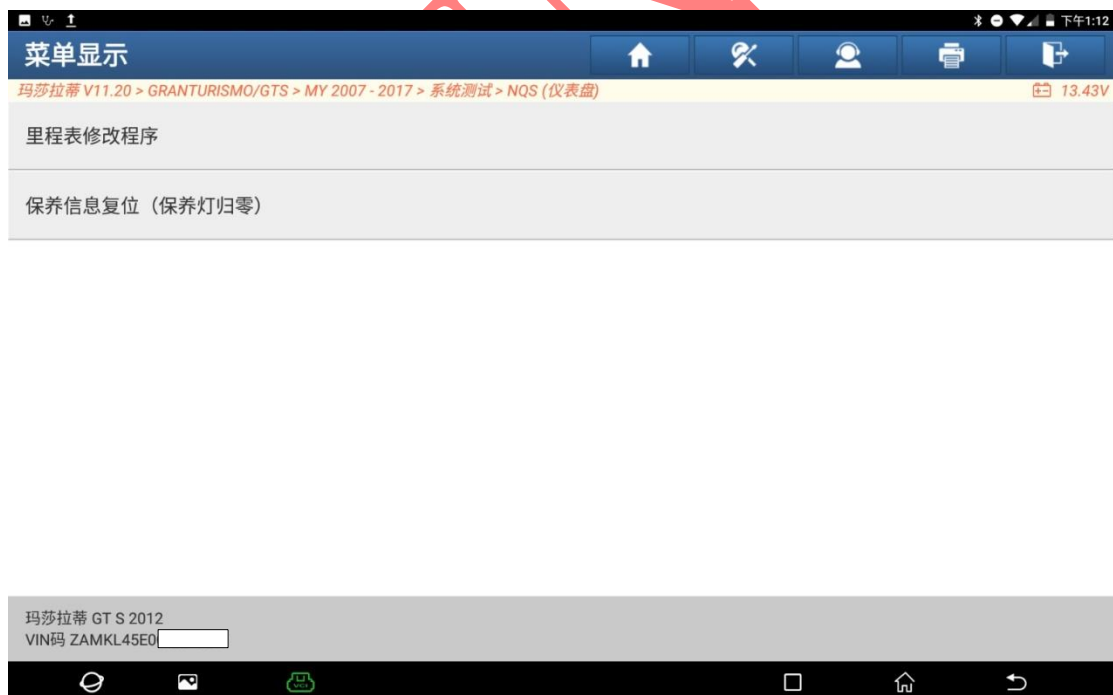 下午1:12
菜单显示
玛莎拉蒂 V11.20 > GRANTURISMO/GTS > MY 2007 - 2017 > 系统测试 > NQS (仪表盘) 13.43V
里程表修改程序
保养信息复位（保养灯归零）
玛莎拉蒂 GT S 2012
VIN码 ZAMKL45E0
VCI